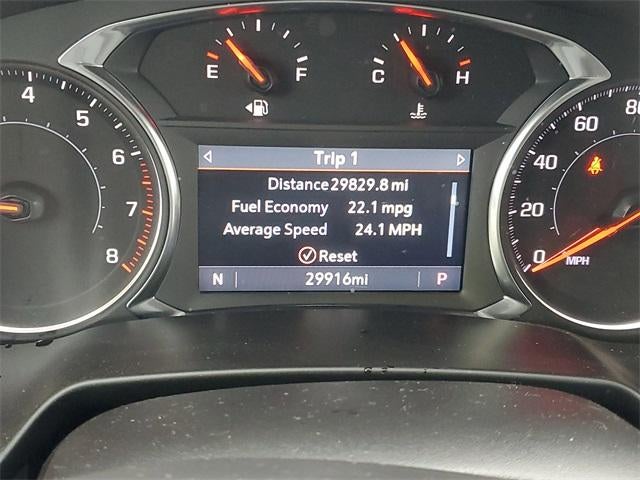 E F
C H
4
5
6
7
8
Trip 1
Distance 29829.8 mi
Fuel Economy 22.1 mpg
Average Speed 24.1 MPH
Reset
N 29916mi P
0
20
40
60
80
MPH